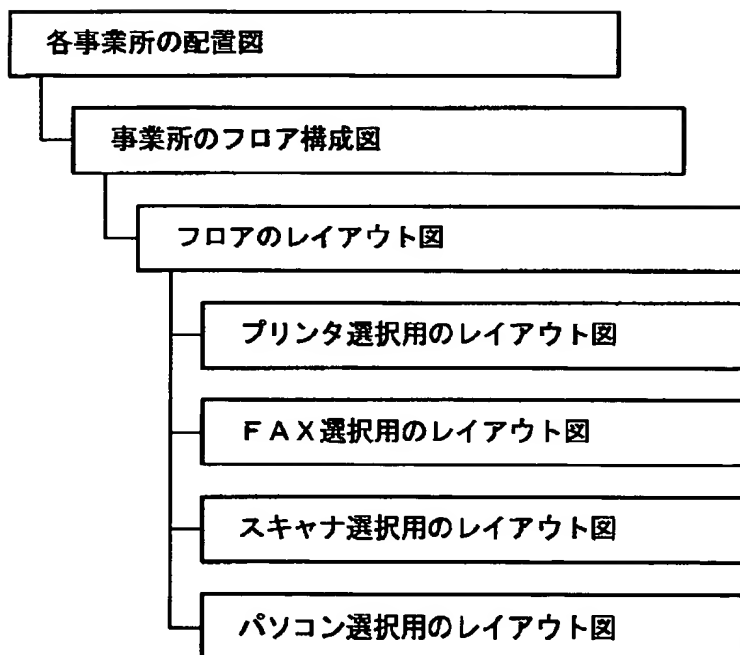 各事業所の配置図
事業所のフロア構成図
フロアのレイアウト図
プリンタ選択用のレイアウト図
ＦＡＸ選択用のレイアウト図
スキャナ選択用のレイアウト図
パソコン選択用のレイアウト図